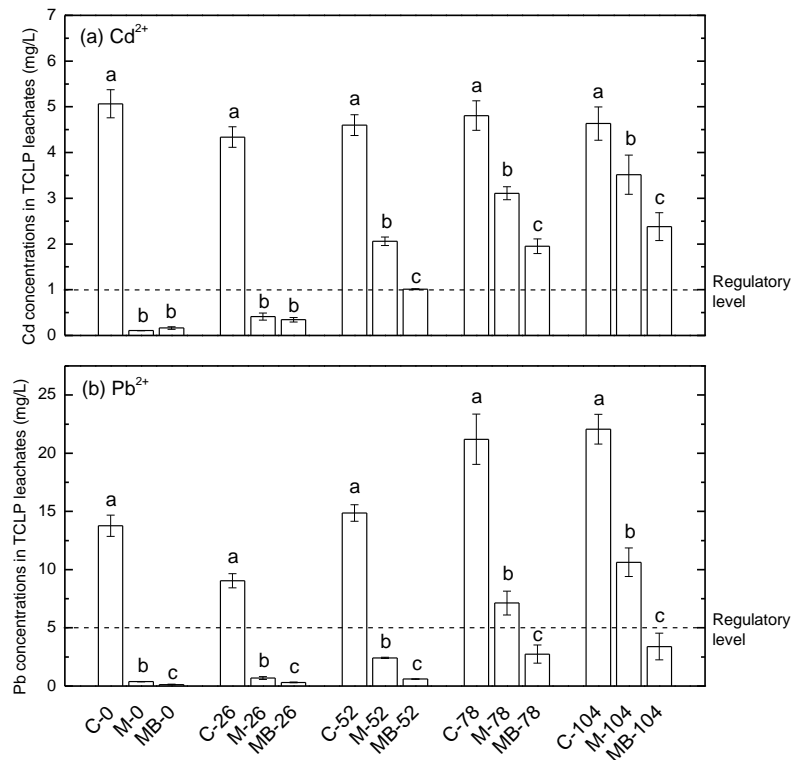 (a) Cd2+
Cd concentrations in TCLP leachates (mg/L)
7
6
5
4
3
2
1
0
a
b
b
a
b
b
a
b
c
a
b
c
a
b
c
Regulatory
level
(b) Pb2+
Pb concentrations in TCLP leachates (mg/L)
25
20
15
10
5
0
a
b
c
a
b
c
a
b
c
a
b
c
a
b
c
Regulatory
level
C-0
M-0
MB-0
C-26
M-26
MB-26
C-52
M-52
MB-52
C-78
M-78
MB-78
C-104
M-104
MB-104